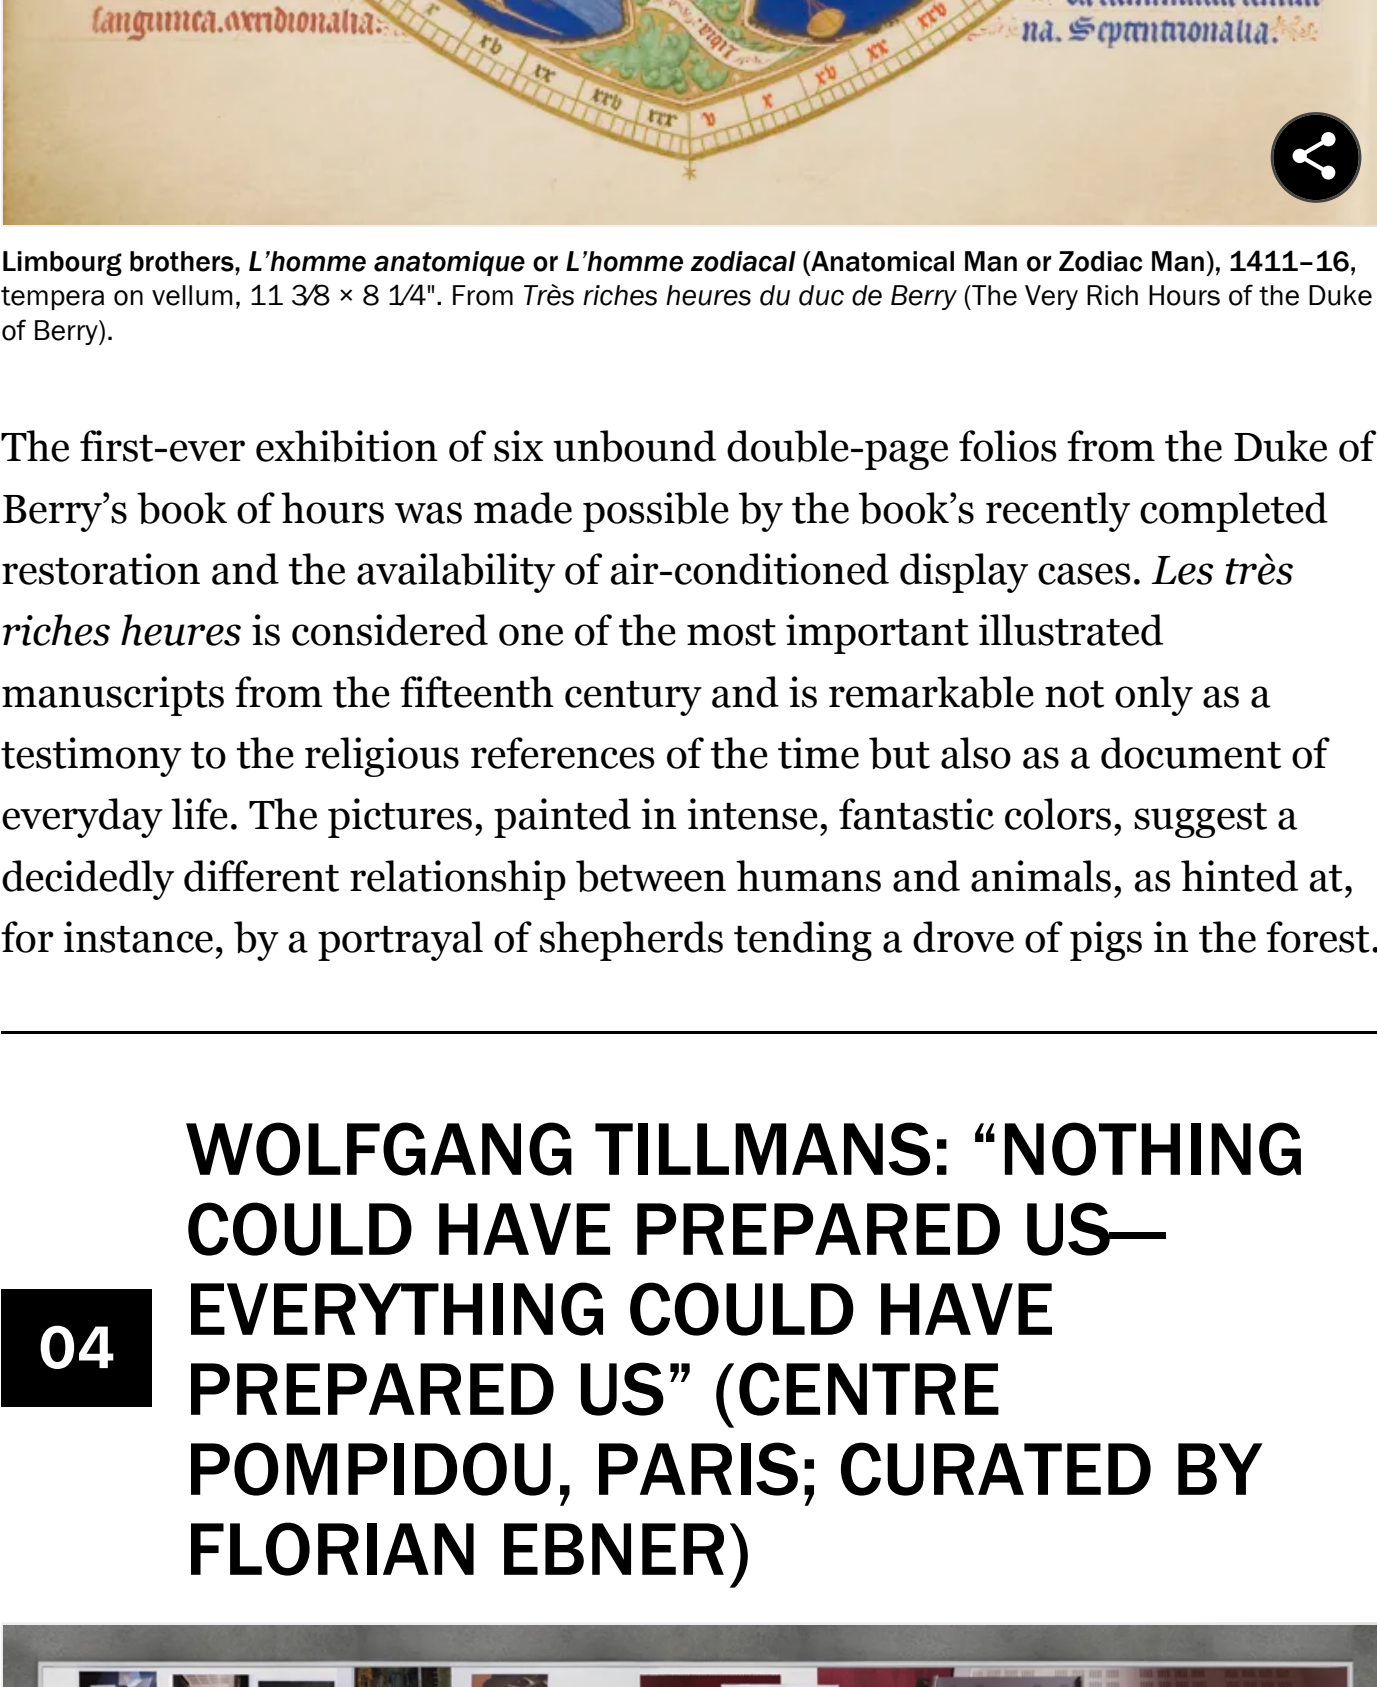 sanguinea. meridionalia.
na. Septentrionalia.
x
xv
xx
xxv
xxx
v
x
xv
xx
xxv
Limbourg brothers, L’homme anatomique or L’homme zodiacal (Anatomical Man or Zodiac Man), 1411–16,
tempera on vellum, 11 3⁄8 × 8 1⁄4". From Très riches heures du duc de Berry (The Very Rich Hours of the Duke
of Berry).
The first-ever exhibition of six unbound double-page folios from the Duke of
Berry’s book of hours was made possible by the book’s recently completed
restoration and the availability of air-conditioned display cases. Les très
riches heures is considered one of the most important illustrated
manuscripts from the fifteenth century and is remarkable not only as a
testimony to the religious references of the time but also as a document of
everyday life. The pictures, painted in intense, fantastic colors, suggest a
decidedly different relationship between humans and animals, as hinted at,
for instance, by a portrayal of shepherds tending a drove of pigs in the forest.
WOLFGANG TILLMANS: “NOTHING
COULD HAVE PREPARED US—
EVERYTHING COULD HAVE
04
PREPARED US” (CENTRE
POMPIDOU, PARIS; CURATED BY
FLORIAN EBNER)